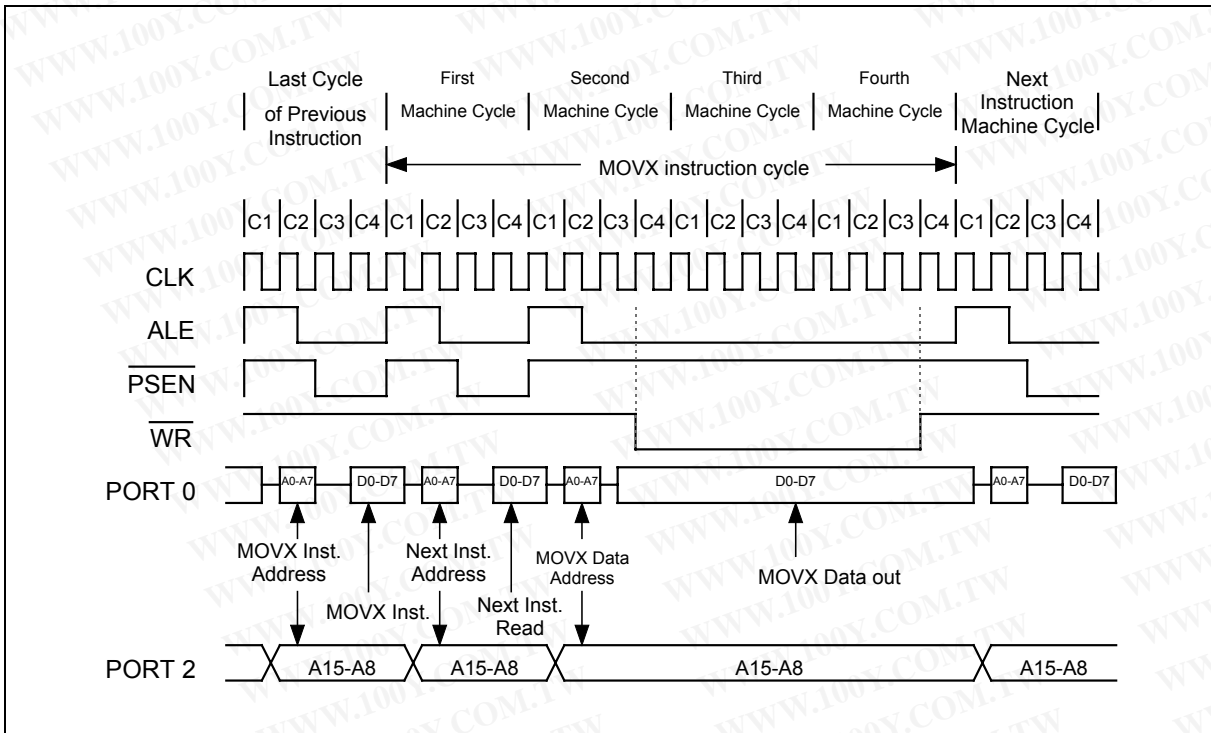 Last Cycle of Previous Instruction
First Machine Cycle
Second Machine Cycle
Third Machine Cycle
Fourth Machine Cycle
Next Instruction Machine Cycle
MOVX instruction cycle
C1 C2 C3 C4 C1 C2 C3 C4 C1 C2 C3 C4 C1 C2 C3 C4 C1 C2 C3 C4 C1 C2 C3 C4
CLK
ALE
PSEN
WR
PORT 0
A0-A7 D0-D7 A0-A7 D0-D7 A0-A7 D0-D7 A0-A7 D0-D7
MOVX Inst. Address
MOVX Inst.
Next Inst. Address
Next Inst. Read
MOVX Data Address
MOVX Data out
PORT 2
A15-A8 A15-A8 A15-A8 A15-A8
WWW.100Y.COM.TW